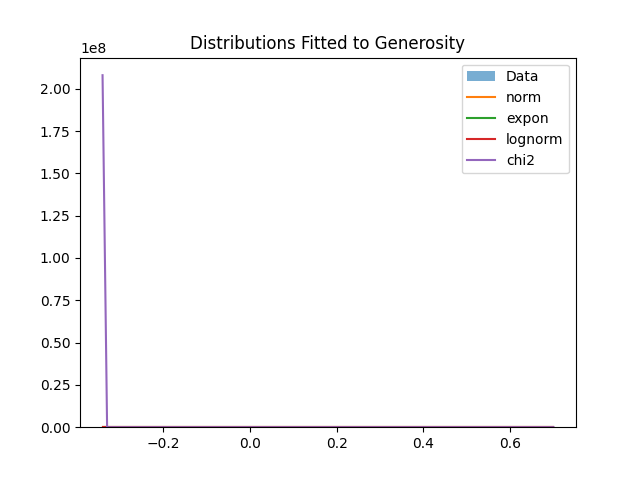 Distributions Fitted to Generosity
1e8
2.00
1.75
1.50
1.25
1.00
0.75
0.50
0.25
0.00
−0.2
0.0
0.2
0.4
0.6
Data
norm
expon
lognorm
chi2